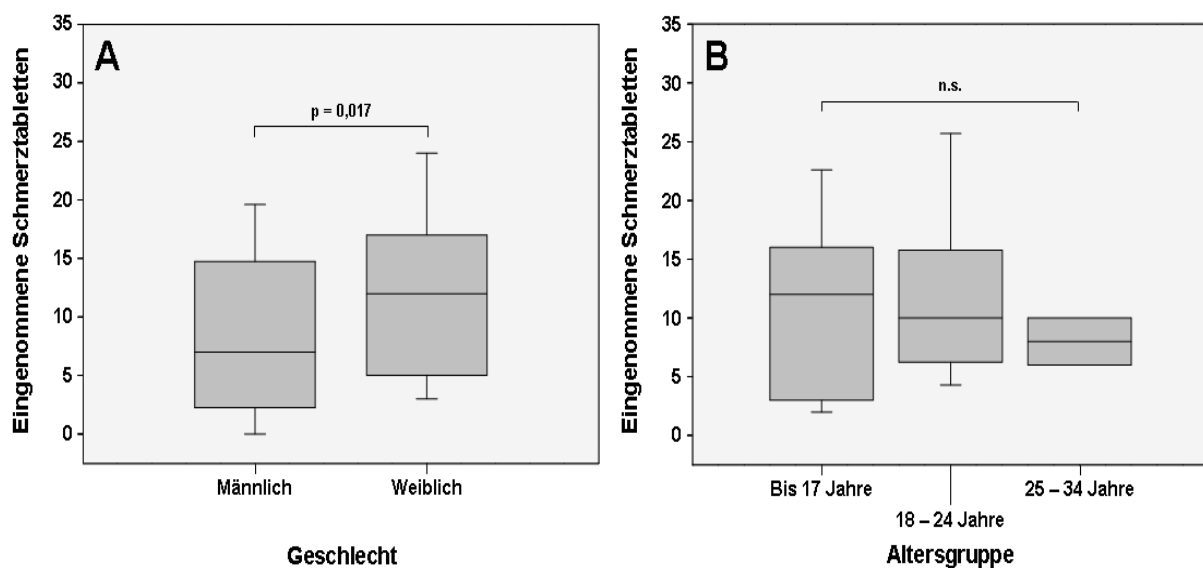 A
Eingenommene Schmerztabletten
35
30
25
20
15
10
5
0
p = 0,017
Männlich
Weiblich
Geschlecht
B
Eingenommene Schmerztabletten
35
30
25
20
15
10
5
0
n.s.
Bis 17 Jahre
18 – 24 Jahre
25 – 34 Jahre
Altersgruppe